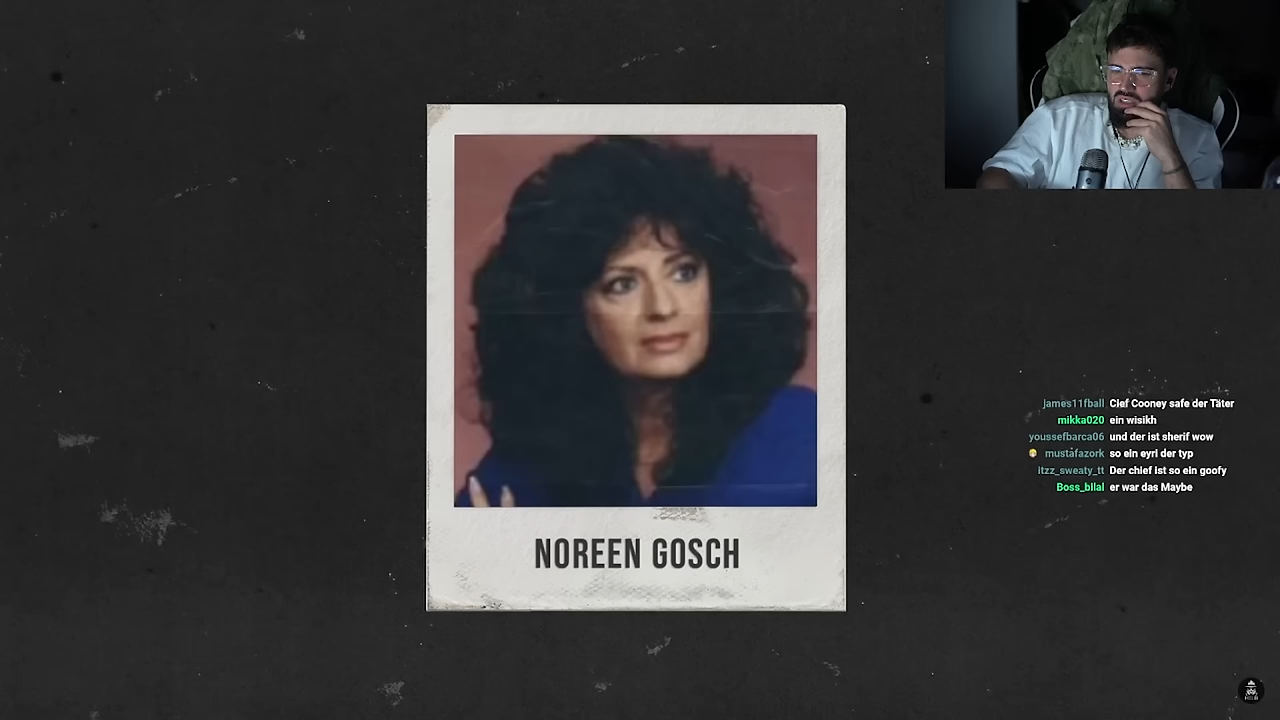 NOREEN GOSCH
james11fball Clef Cooney safe der Täter
mikka020 ein wisikh
youssefbarca06 und der ist sherif wow
mustafazork so ein eyri der typ
itzz_sweaty_tt Der chief ist so ein goofy
Boss_bilal er war das Maybe